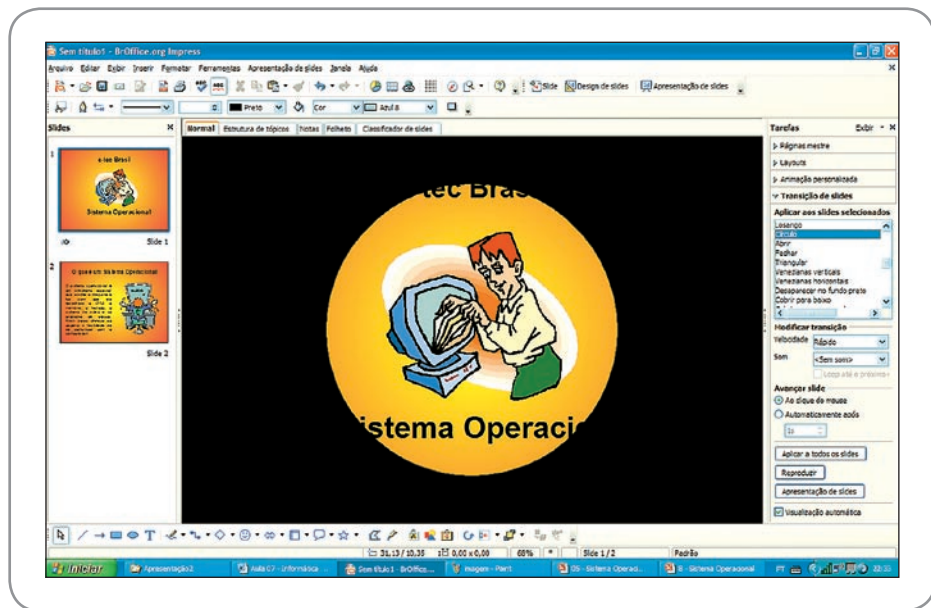 Sem título1 - BrOffice.org Impress
Arquivo Editar Exibir Inserir Formatar Ferramentas Apresentação de slides Janela Ajuda
Slide Design de slides Apresentação de slides
Preto Cor Azul 8
Slides
Normal Estrutura de tópicos Notas Folheto Classificador de slides
1
e-tec Brasil
Sistema Operacional
Slide 1
2
O que é um Sistema Operacional
Slide 2
tec Bras
istema Operaci
Tarefas Exibir
Páginas mestre
Layouts
Animação personalizada
Transição de slides
Aplicar aos slides selecionados
Losango
Círculo
Abrir
Fechar
Triangular
Venezianas verticais
Venezianas horizontais
Desaparecer no fundo preto
Cobrir para baixo
Modificar transição
Velocidade Rápido
Som <Sem som>
Loop até o próximo
Avançar slide
Ao clique do mouse
Automaticamente após
1s
Aplicar a todos os slides
Reproduzir
Apresentação de slides
Visualização automática
31,13 / 10,35 0,00 x 0,00 68% * Slide 1 / 2 Padrão
Iniciar Apresentação2 Aula 07 - Informática Sem título1 - BrOffice... imagem - Paint 05 - Sistema Operaci... 8 - Sistema Operacional PT 22:33